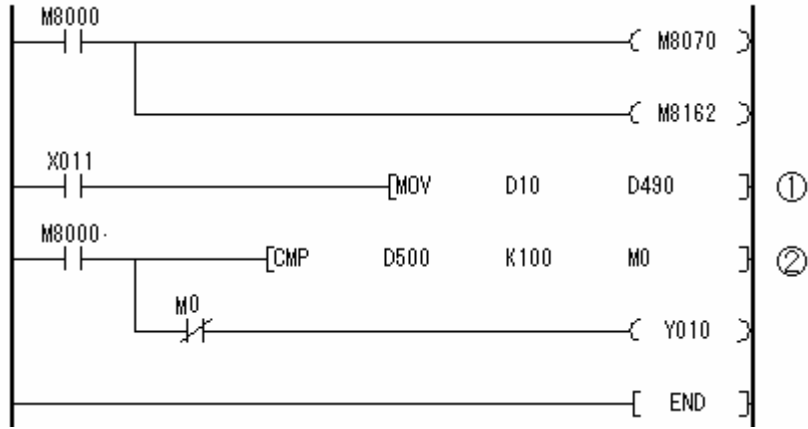 M8000
M8070
M8162
X011
MOV D10 D490 ①
M8000
CMP D500 K100 M0 ②
M0
Y010
END